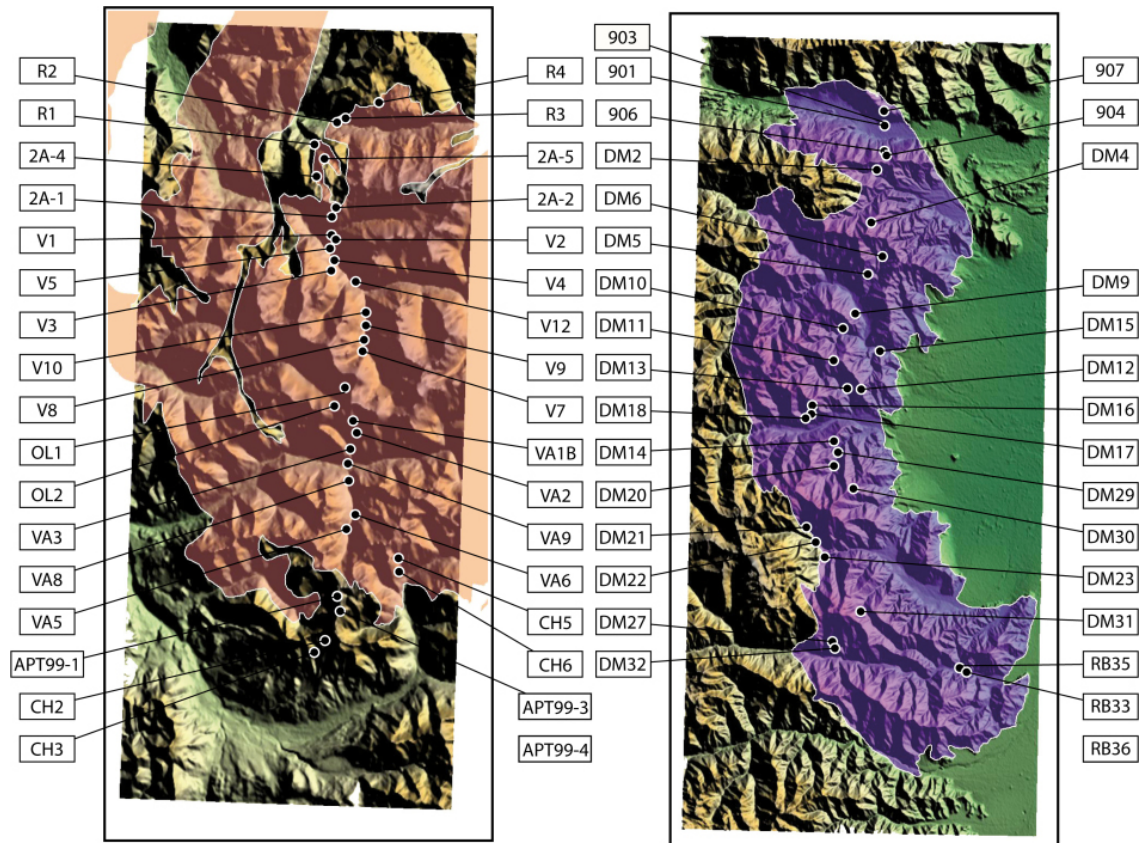 R2
R1
2A-4
2A-1
V1
V5
V3
V10
V8
OL1
OL2
VA3
VA8
VA5
APT99-1
CH2
CH3
R4
R3
2A-5
2A-2
V2
V4
V12
V9
V7
VA1B
VA2
VA9
VA6
CH5
CH6
APT99-3
APT99-4
903
901
906
DM2
DM6
DM5
DM10
DM11
DM13
DM18
DM14
DM20
DM21
DM22
DM27
DM32
907
904
DM4
DM9
DM15
DM12
DM16
DM17
DM29
DM30
DM23
DM31
RB35
RB33
RB36